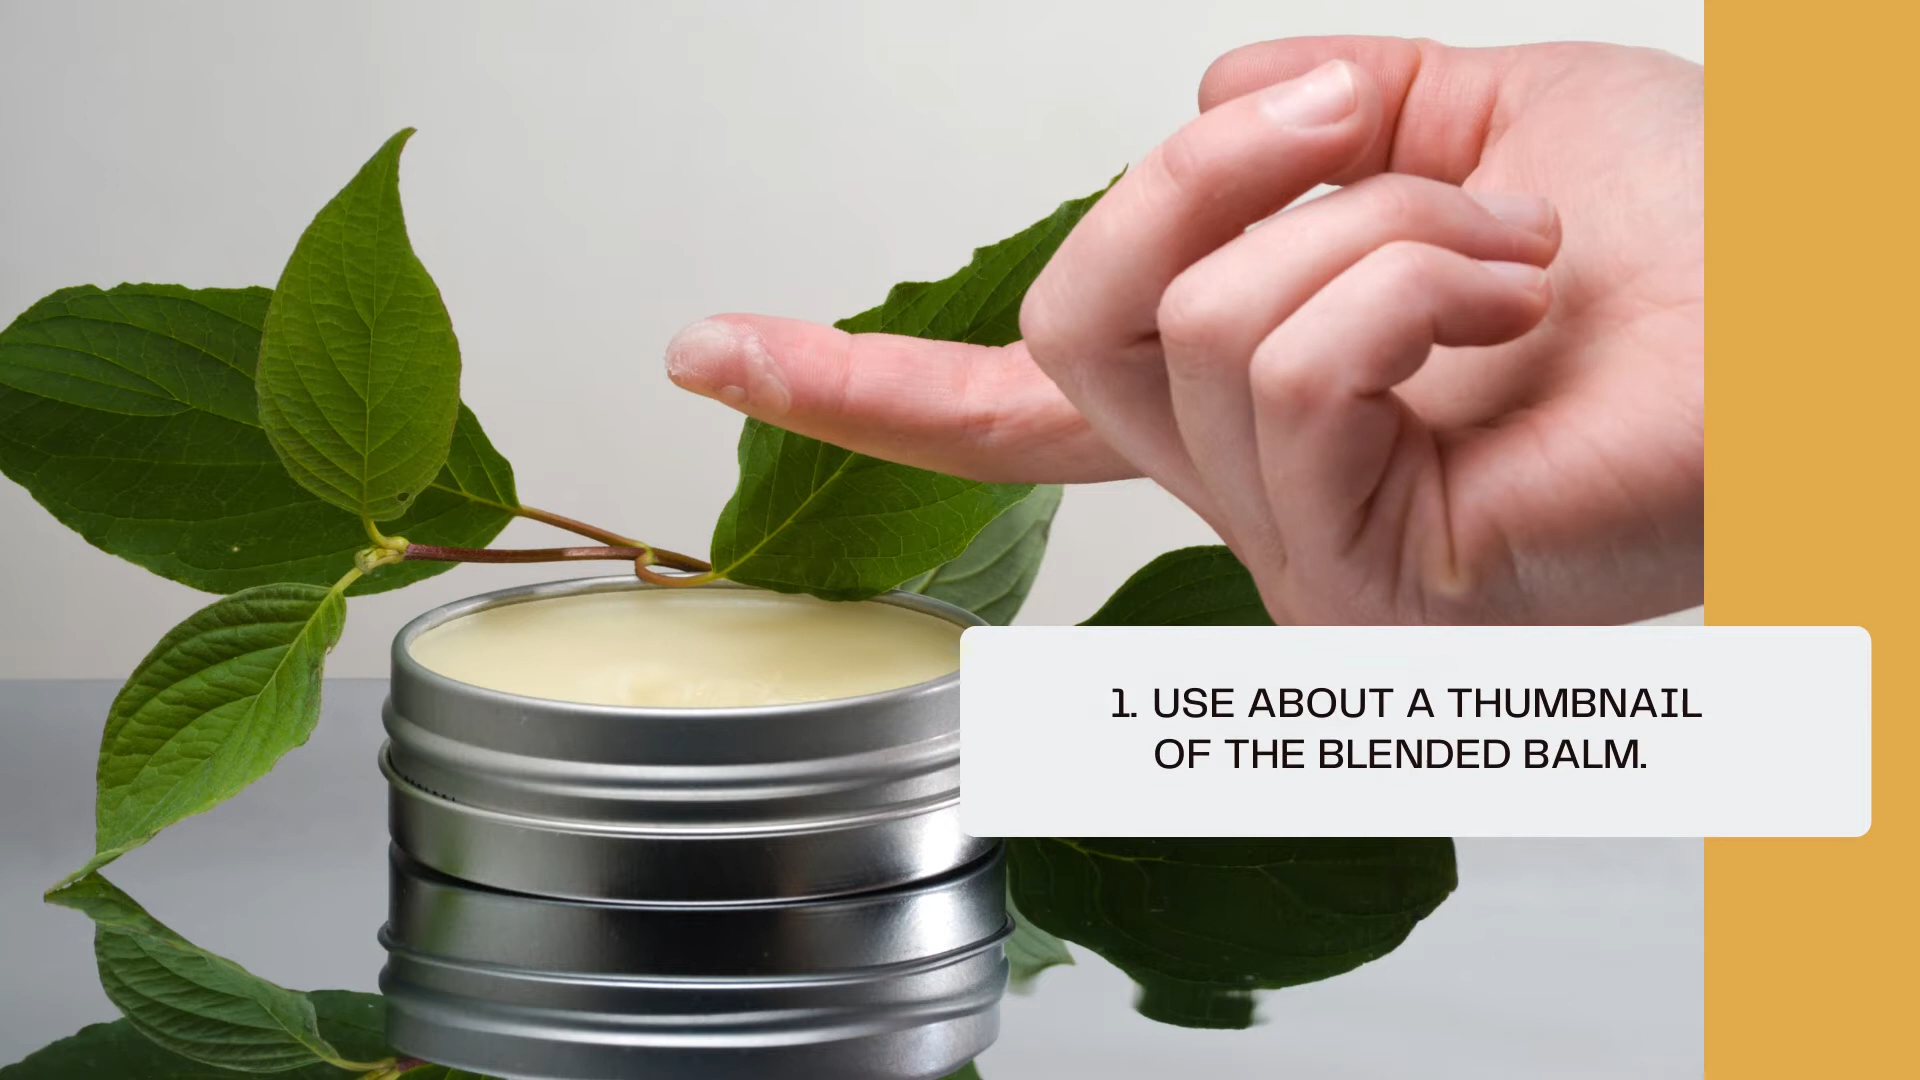 1. USE ABOUT A THUMBNAIL
OF THE BLENDED BALM.